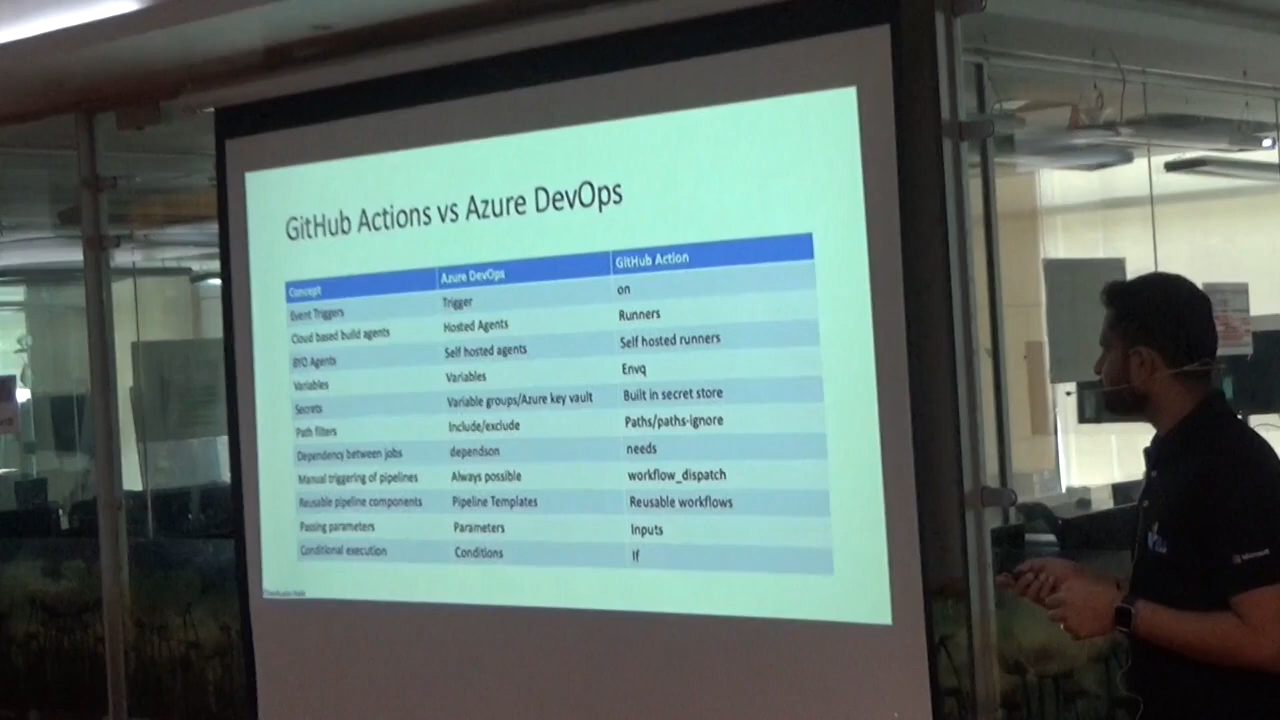 GitHub Actions vs Azure DevOps
Concept Azure DevOps GitHub Action
Event Triggers Trigger on
Cloud based build agents Hosted Agents Runners
BYO Agents Self hosted agents Self hosted runners
Variables Variables Envq
Secrets Variable groups/Azure key vault Built in secret store
Path filters Include/exclude Paths/paths-ignore
Dependency between jobs dependson needs
Manual triggering of pipelines Always possible workflow_dispatch
Reusable pipeline components Pipeline Templates Reusable workflows
Passing parameters Parameters Inputs
Conditional execution Conditions If
Microsoft